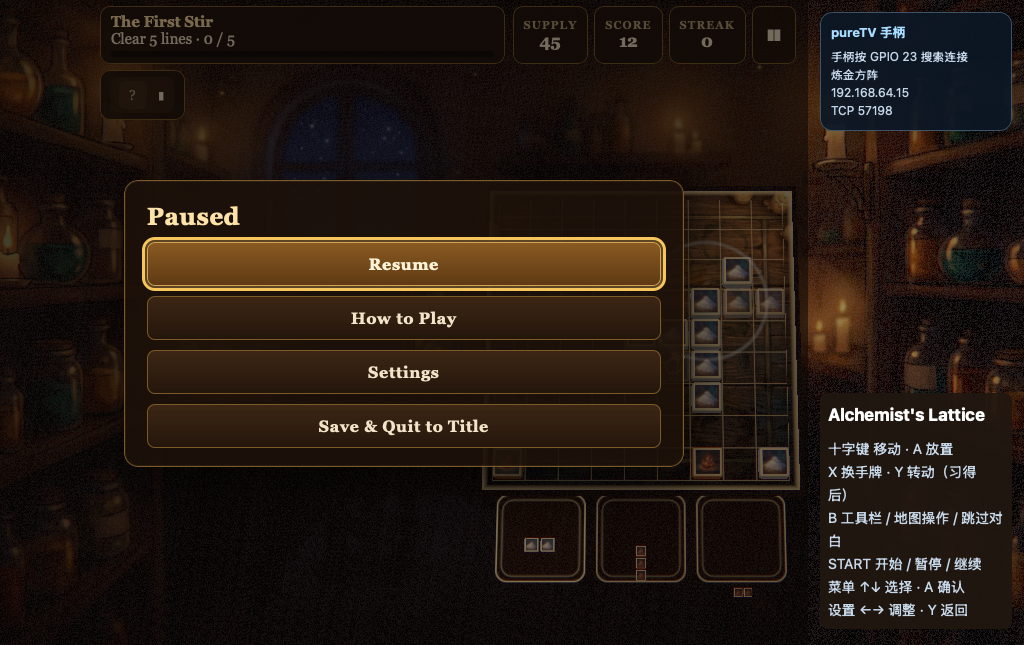 The First Stir
Clear 5 lines · 0 / 5
SUPPLY
45
SCORE
12
STREAK
0
?
Paused
Resume
How to Play
Settings
Save & Quit to Title
pureTV 手柄
手柄按 GPIO 23 搜索连接
炼金方阵
192.168.64.15
TCP 57198
Alchemist's Lattice
十字键 移动 · A 放置
X 换手牌 · Y 转动（习得
后）
B 工具栏 / 地图操作 / 跳过对
白
START 开始 / 暂停 / 继续
菜单 ↑↓ 选择 · A 确认
设置 ←→ 调整 · Y 返回